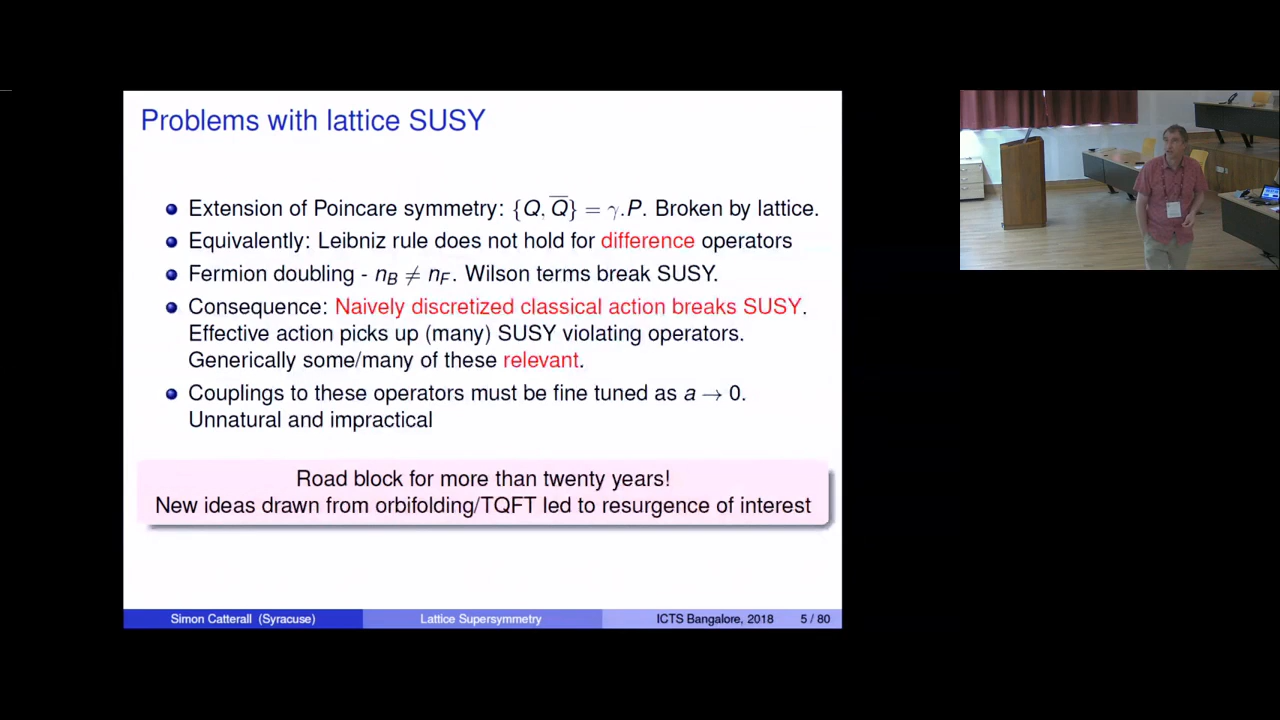 Problems with lattice SUSY
Extension of Poincare symmetry: {Q, Q̅} = γ.P. Broken by lattice.
Equivalently: Leibniz rule does not hold for difference operators
Fermion doubling - n_B ≠ n_F. Wilson terms break SUSY.
Consequence: Naively discretized classical action breaks SUSY.
Effective action picks up (many) SUSY violating operators.
Generically some/many of these relevant.
Couplings to these operators must be fine tuned as a → 0.
Unnatural and impractical
Road block for more than twenty years!
New ideas drawn from orbifolding/TQFT led to resurgence of interest
Simon Catterall (Syracuse) Lattice Supersymmetry ICTS Bangalore, 2018 5 / 80